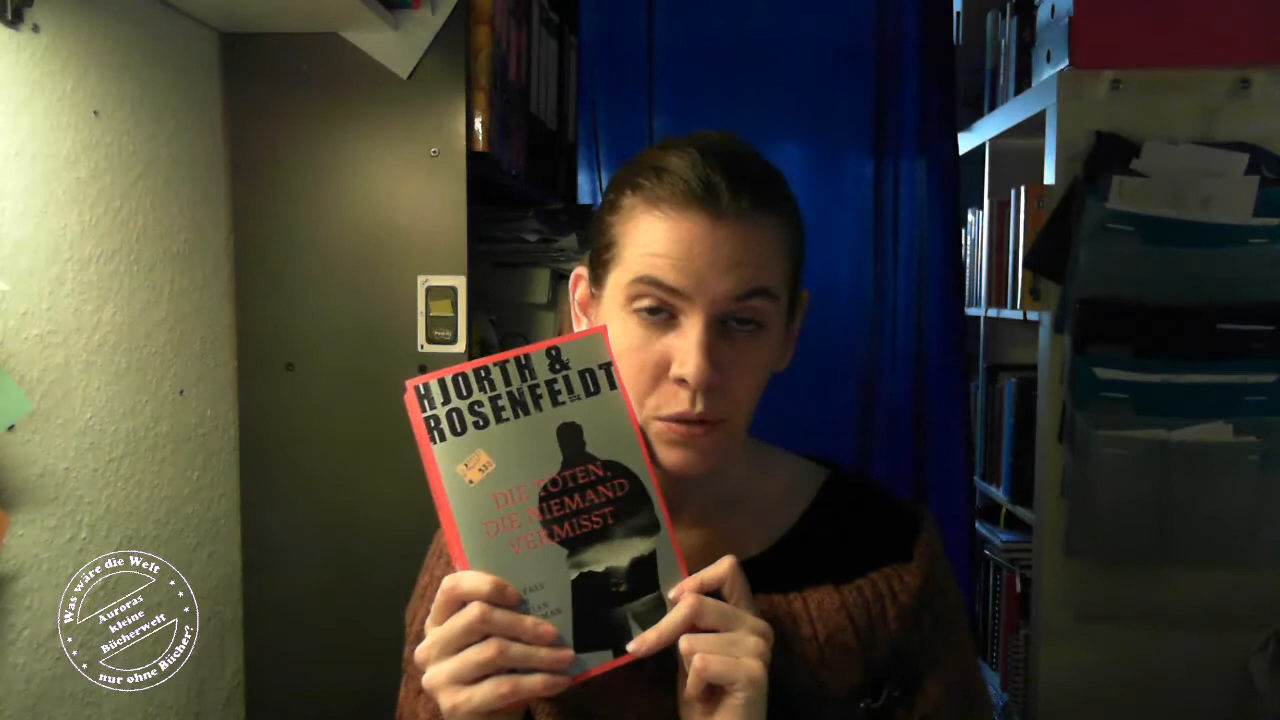 HJORTH &
ROSENFELDT
DIE TOTEN,
DIE NIEMAND
VERMISST
Was wäre die Welt
Auroras
kleine
Bücherwelt
nur ohne Bücher?